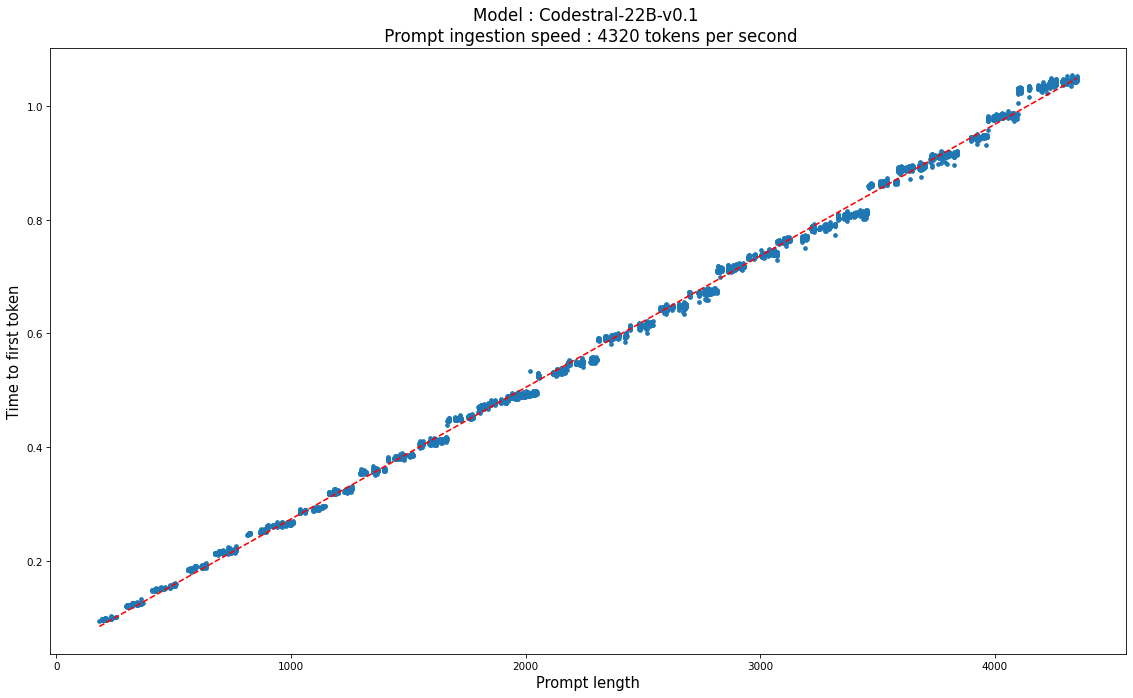 Model : Codestral-22B-v0.1
Prompt ingestion speed : 4320 tokens per second
Time to first token
1.0
0.8
0.6
0.4
0.2
0
1000
2000
3000
4000
Prompt length